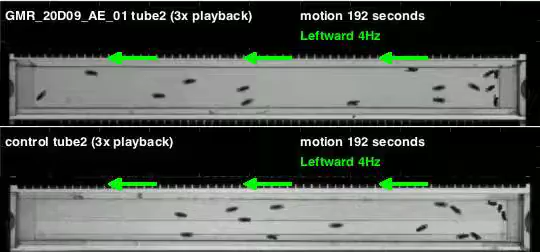 GMR_20D09_AE_01 tube2 (3x playback) motion 192 seconds
Leftward 4Hz
control tube2 (3x playback) motion 192 seconds
Leftward 4Hz